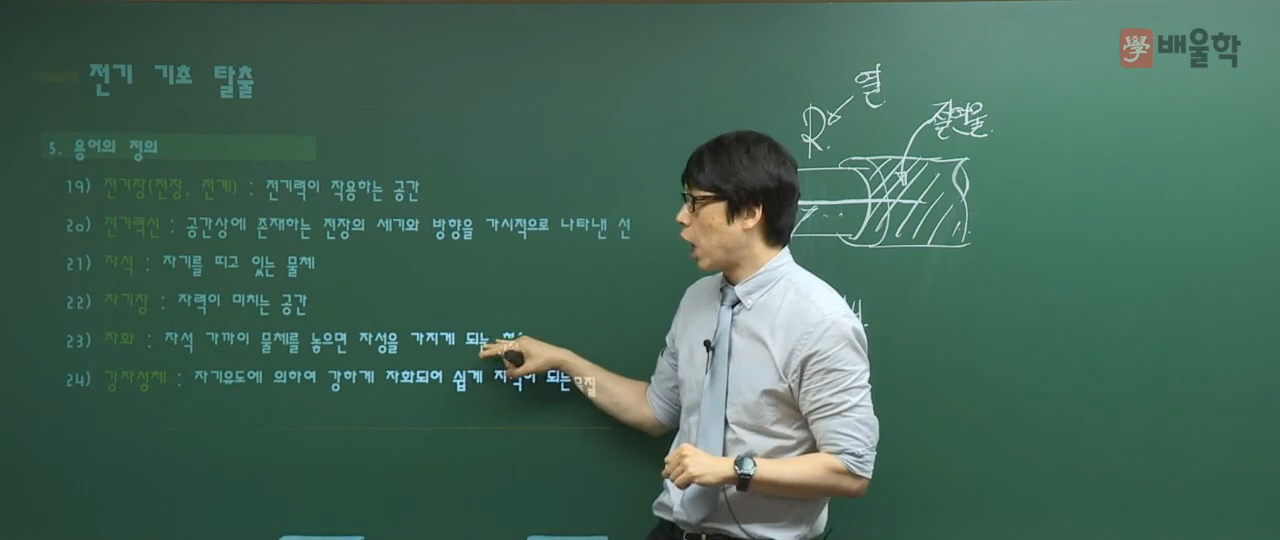 學 배울학
전기 기초 탈출
5. 용어의 정의
19) 전기장(전장, 전계) : 전기력이 작용하는 공간
20) 전기력선 : 공간상에 존재하는 전장의 세기와 방향을 가시적으로 나타낸 선
21) 자석 : 자기를 띠고 있는 물체
22) 자기장 : 자력이 미치는 공간
23) 자화 : 자석 가까이 물체를 놓으면 자성을 가지게 되는
24) 강자성체 : 자기유도에 의하여 강하게 자화되어 쉽게 자석이 되는 물질
열
R
절연물